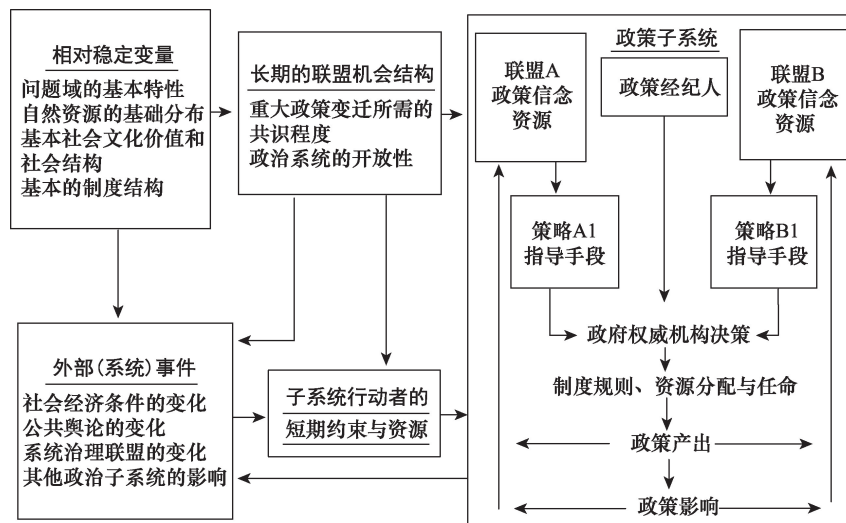 相对稳定变量
问题域的基本特性
自然资源的基础分布
基本社会文化价值和
社会结构
基本的制度结构
长期的联盟机会结构
重大政策变迁所需的
共识程度
政治系统的开放性
外部(系统)事件
社会经济条件的变化
公共舆论的变化
系统治理联盟的变化
其他政治子系统的影响
子系统行动者的
短期约束与资源
政策子系统
联盟A
政策信念
资源
政策经纪人
联盟B
政策信念
资源
策略A1
指导手段
策略B1
指导手段
政府权威机构决策
制度规则、资源分配与任命
政策产出
政策影响